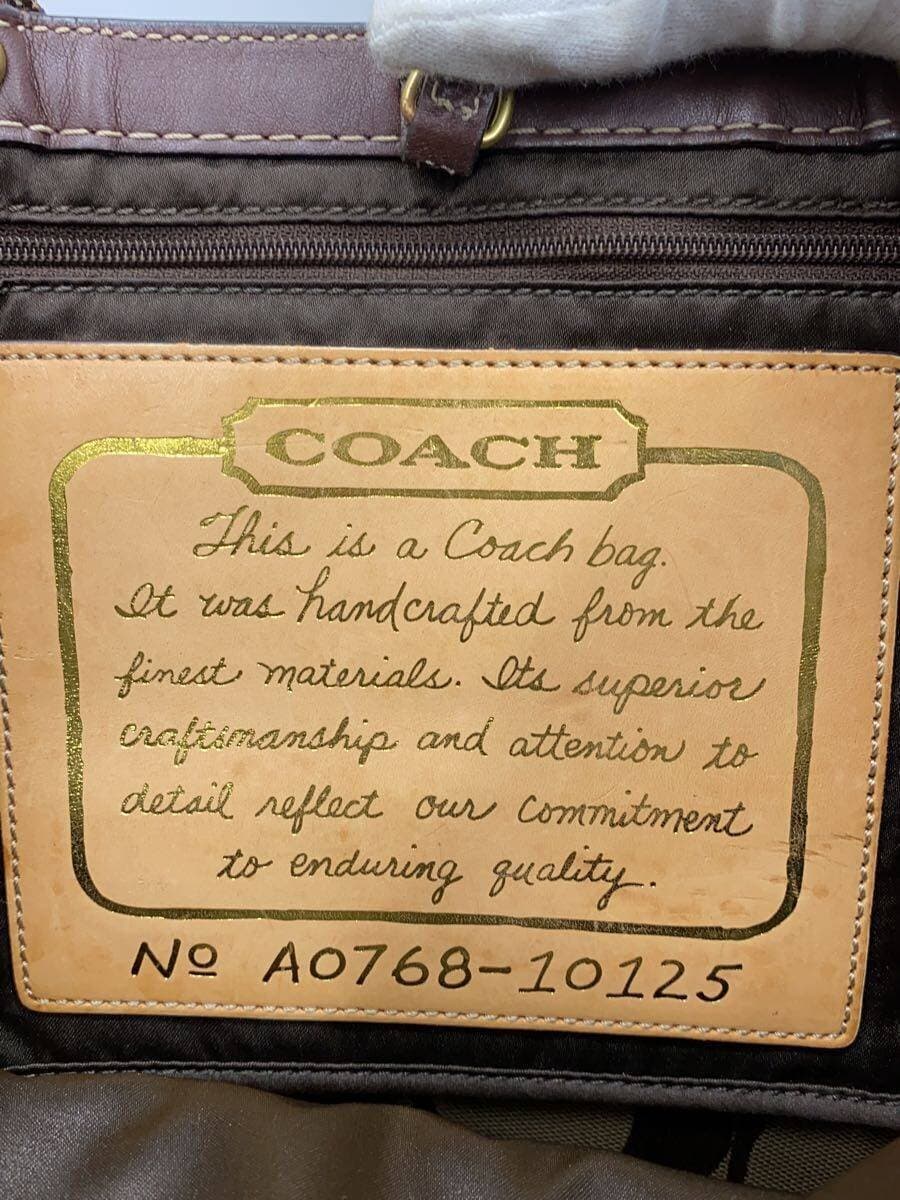 COACH
This is a Coach bag.
It was handcrafted from the
finest materials. Its superior
craftsmanship and attention to
detail reflect our commitment
to enduring quality.
Nº A0768-10125